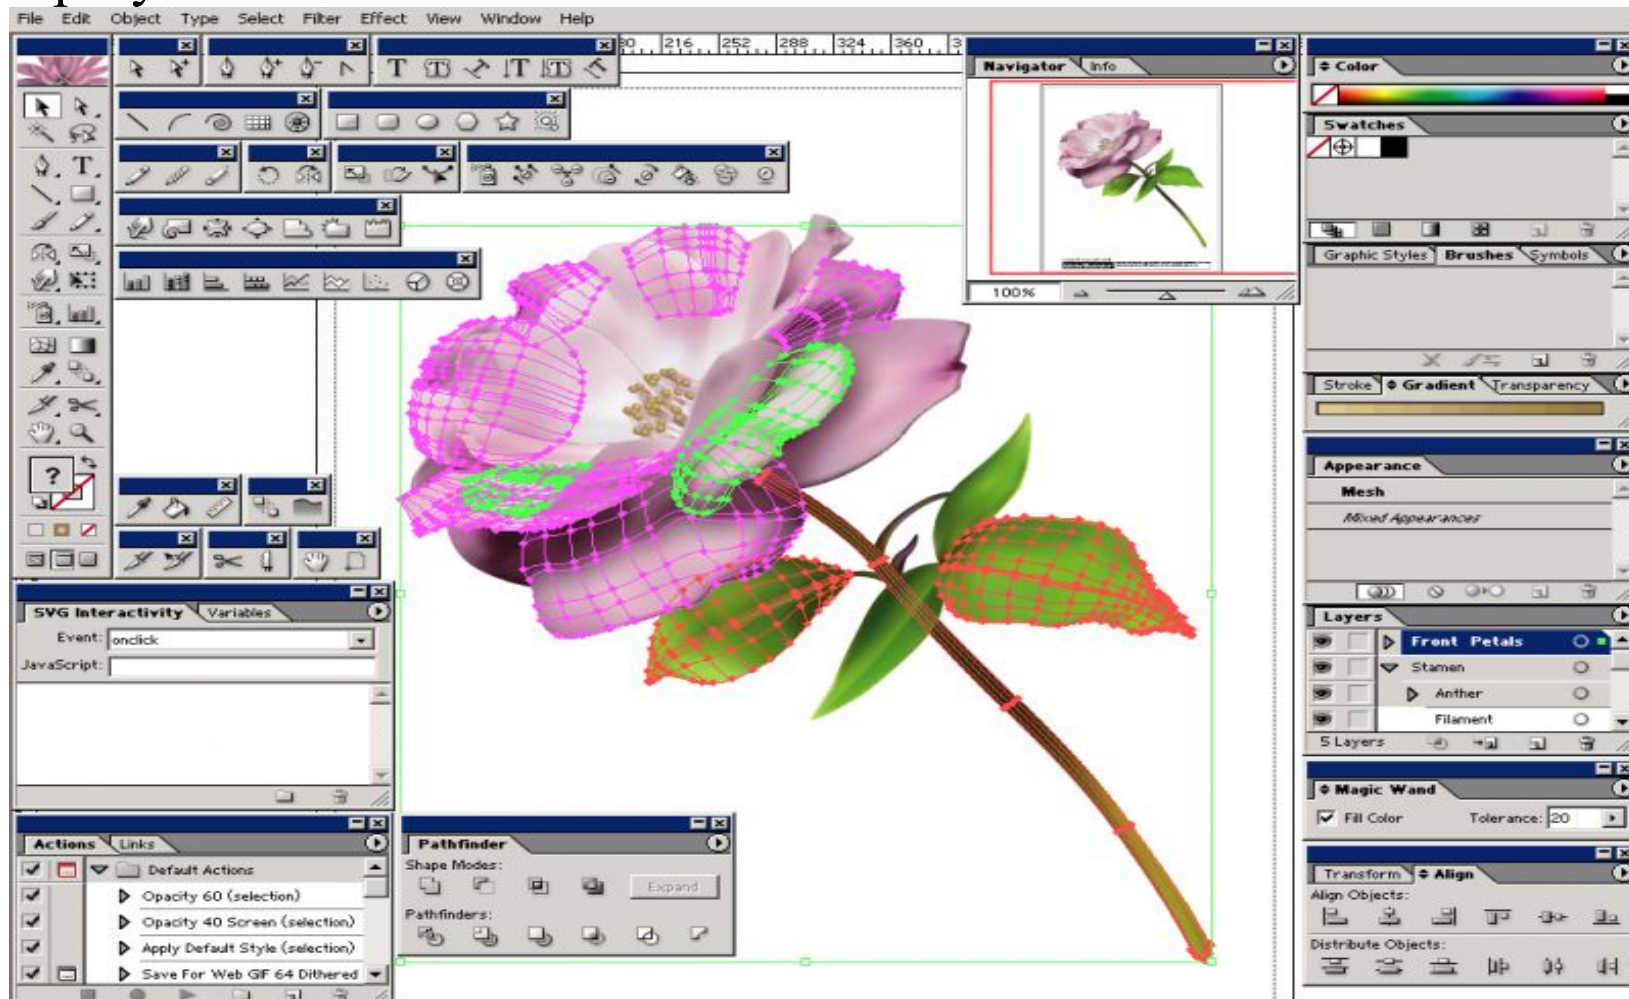 File Edit Object Type Select Filter Effect View Window Help
216 252 288 324 360
Navigator Info
100%
Color
Swatches
Graphic Styles Brushes Symbols
Stroke Gradient Transparency
Appearance
Mesh
Mixed Appearances
SVG Interactivity Variables
Event: onclick
JavaScript:
Layers
Front Petals
Stamen
Anther
Filament
5 Layers
Magic Wand
Fill Color Tolerance: 20
Actions Links
Default Actions
Opacity 60 (selection)
Opacity 40 Screen (selection)
Apply Default Style (selection)
Save For Web GIF 64 Dithered
Pathfinder
Shape Modes:
Expand
Pathfinders:
Transform Align
Align Objects:
Distribute Objects: